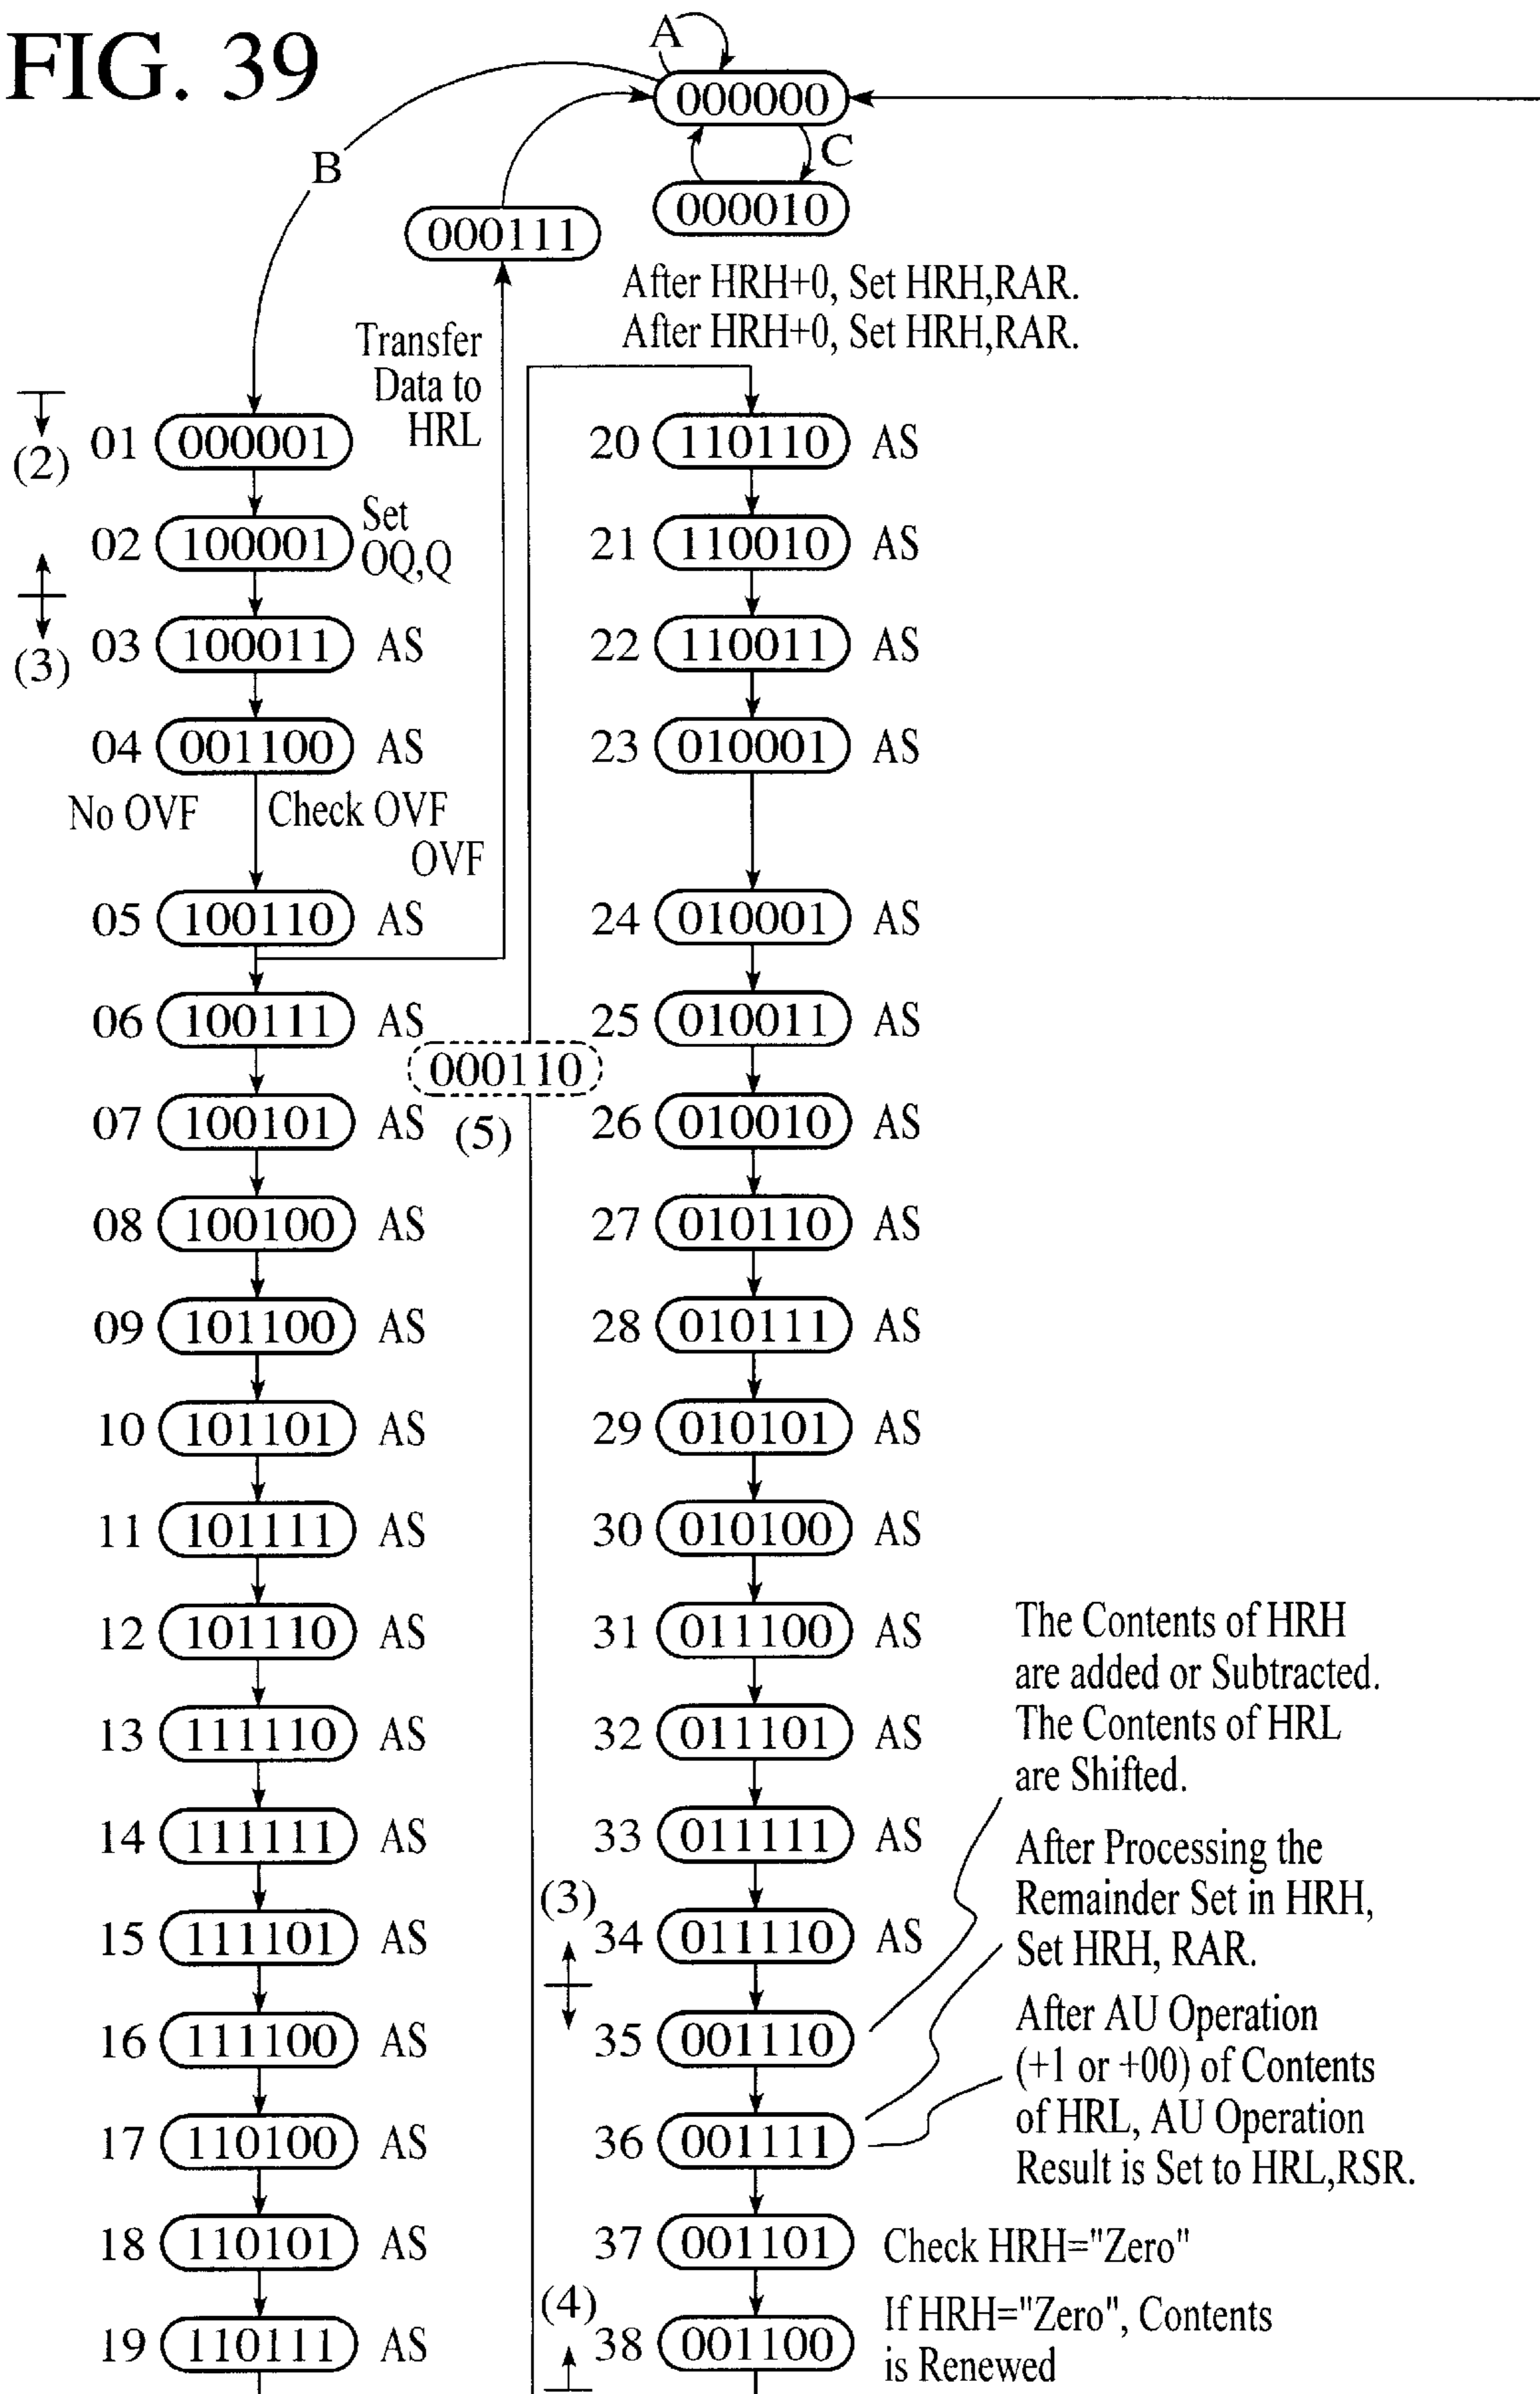 FIG. 39
A
000000
B
C
000010
000111
After HRH+0, Set HRH,RAR.
After HRH+0, Set HRH,RAR.
Transfer
Data to
HRL
(2)
01 000001
02 100001 Set
OQ,Q
(3)
03 100011 AS
04 001100 AS
No OVF
Check OVF
OVF
05 100110 AS
06 100111 AS
000110
(5)
07 100101 AS
08 100100 AS
09 101100 AS
10 101101 AS
11 101111 AS
12 101110 AS
13 111110 AS
14 111111 AS
15 111101 AS
16 111100 AS
17 110100 AS
18 110101 AS
19 110111 AS
20 110110 AS
21 110010 AS
22 110011 AS
23 010001 AS
24 010001 AS
25 010011 AS
26 010010 AS
27 010110 AS
28 010111 AS
29 010101 AS
30 010100 AS
31 011100 AS
32 011101 AS
33 011111 AS
(3)
34 011110 AS
35 001110
The Contents of HRH
are added or Subtracted.
The Contents of HRL
are Shifted.
36 001111
After Processing the
Remainder Set in HRH,
Set HRH, RAR.
After AU Operation
(+1 or +00) of Contents
of HRL, AU Operation
Result is Set to HRL,RSR.
37 001101 Check HRH="Zero"
(4)
38 001100 If HRH="Zero", Contents
is Renewed